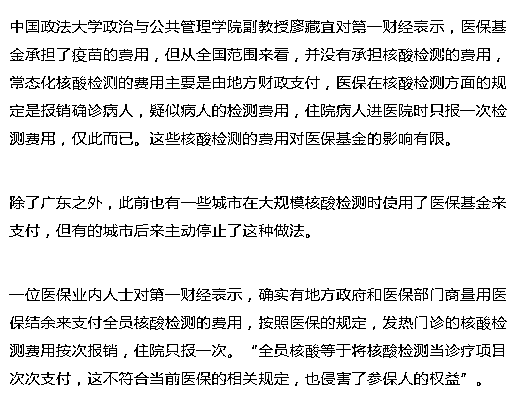 中国政法大学政治与公共管理学院副教授廖藏宜对第一财经表示，医保基
金承担了疫苗的费用，但从全国范围来看，并没有承担核酸检测的费用，
常态化核酸检测的费用主要是由地方财政支付，医保在核酸检测方面的规
定是报销确诊病人，疑似病人的检测费用，住院病人进医院时只报一次检
测费用，仅此而已。这些核酸检测的费用对医保基金的影响有限。
除了广东之外，此前也有一些城市在大规模核酸检测时使用了医保基金来
支付，但有的城市后来主动停止了这种做法。
一位医保业内人士对第一财经表示，确实有地方政府和医保部门商量用医
保结余来支付全员核酸检测的费用，按照医保的规定，发热门诊的核酸检
测费用按次报销，住院只报一次。“全员核酸等于将核酸检测当诊疗项目
次次支付，这不符合当前医保的相关规定，也侵害了参保人的权益”。